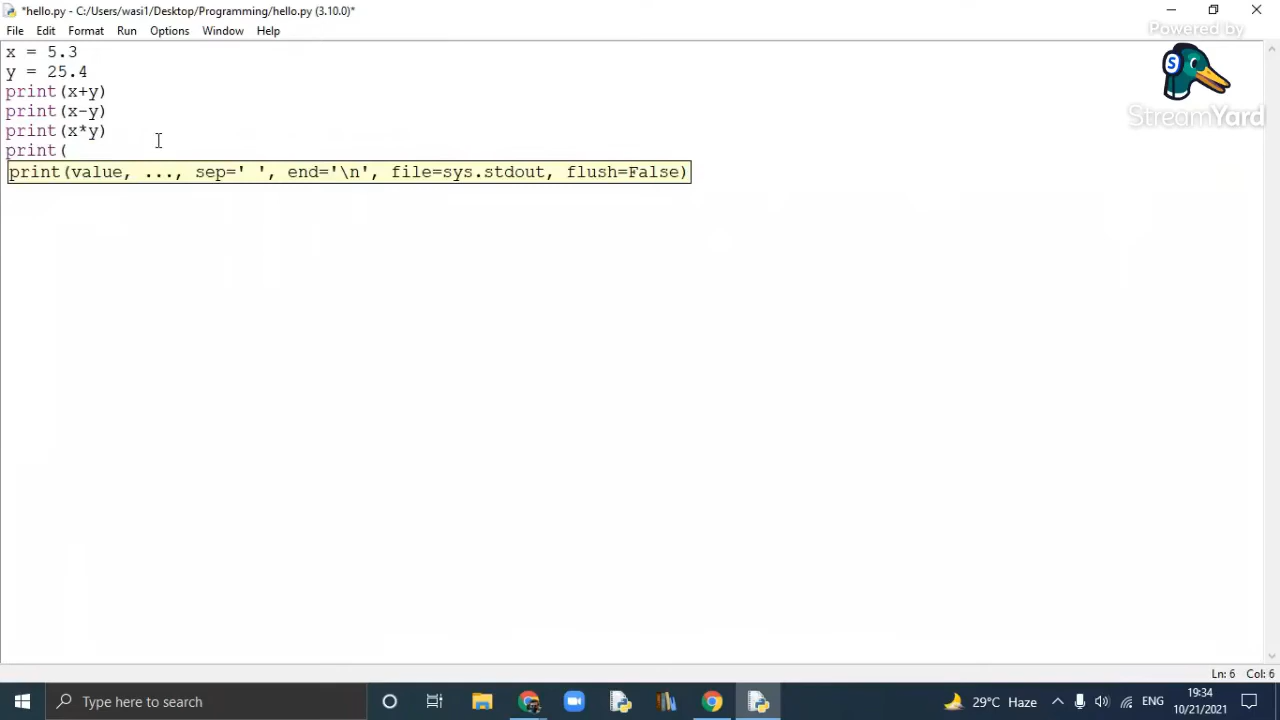 *hello.py - C:/Users/wasi1/Desktop/Programming/hello.py (3.10.0)*
File Edit Format Run Options Window Help
Powered by
S
StreamYard
x = 5.3
y = 25.4
print(x+y)
print(x-y)
print(x*y)
print(
print(value, ..., sep=' ', end='\n', file=sys.stdout, flush=False)
Ln: 6 Col: 6
Type here to search
29°C Haze
ENG
19:34
10/21/2021